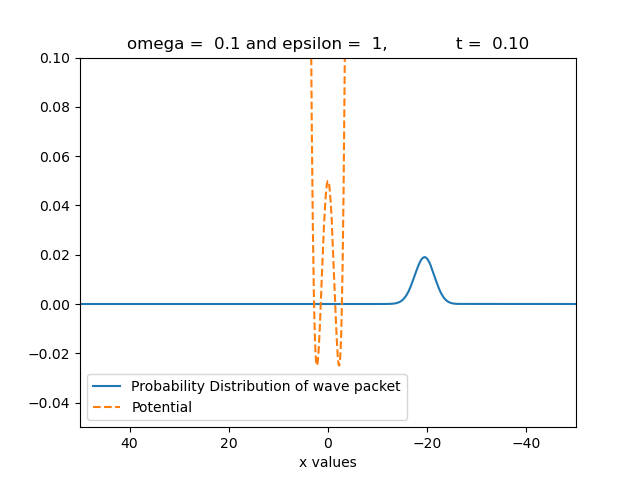 omega =  0.1 and epsilon =  1,             t =  0.10
0.10
0.08
0.06
0.04
0.02
0.00
−0.02
−0.04
Probability Distribution of wave packet
Potential
40 20 0 −20 −40
x values